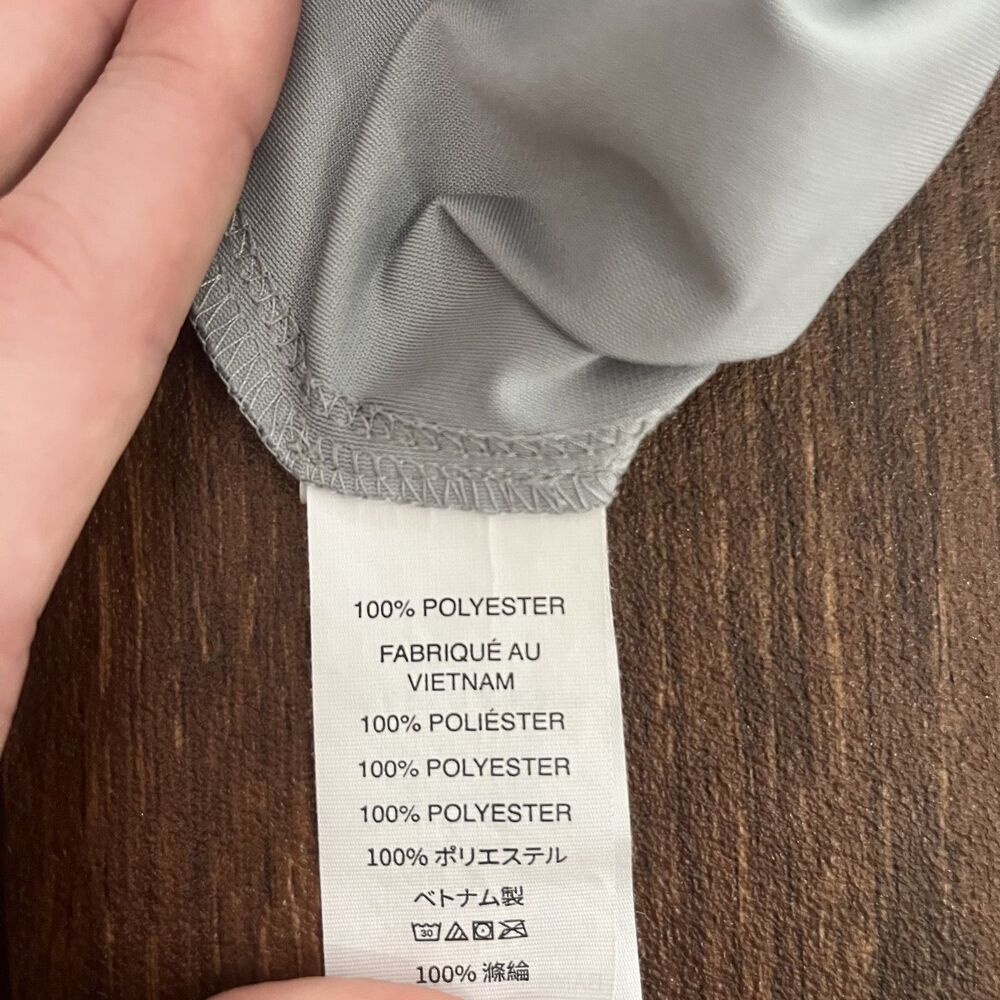 100% POLYESTER
FABRIQUÉ AU
VIETNAM
100% POLIÉSTER
100% POLYESTER
100% POLYESTER
100% ポリエステル
ベトナム製
30
100% 滌綸